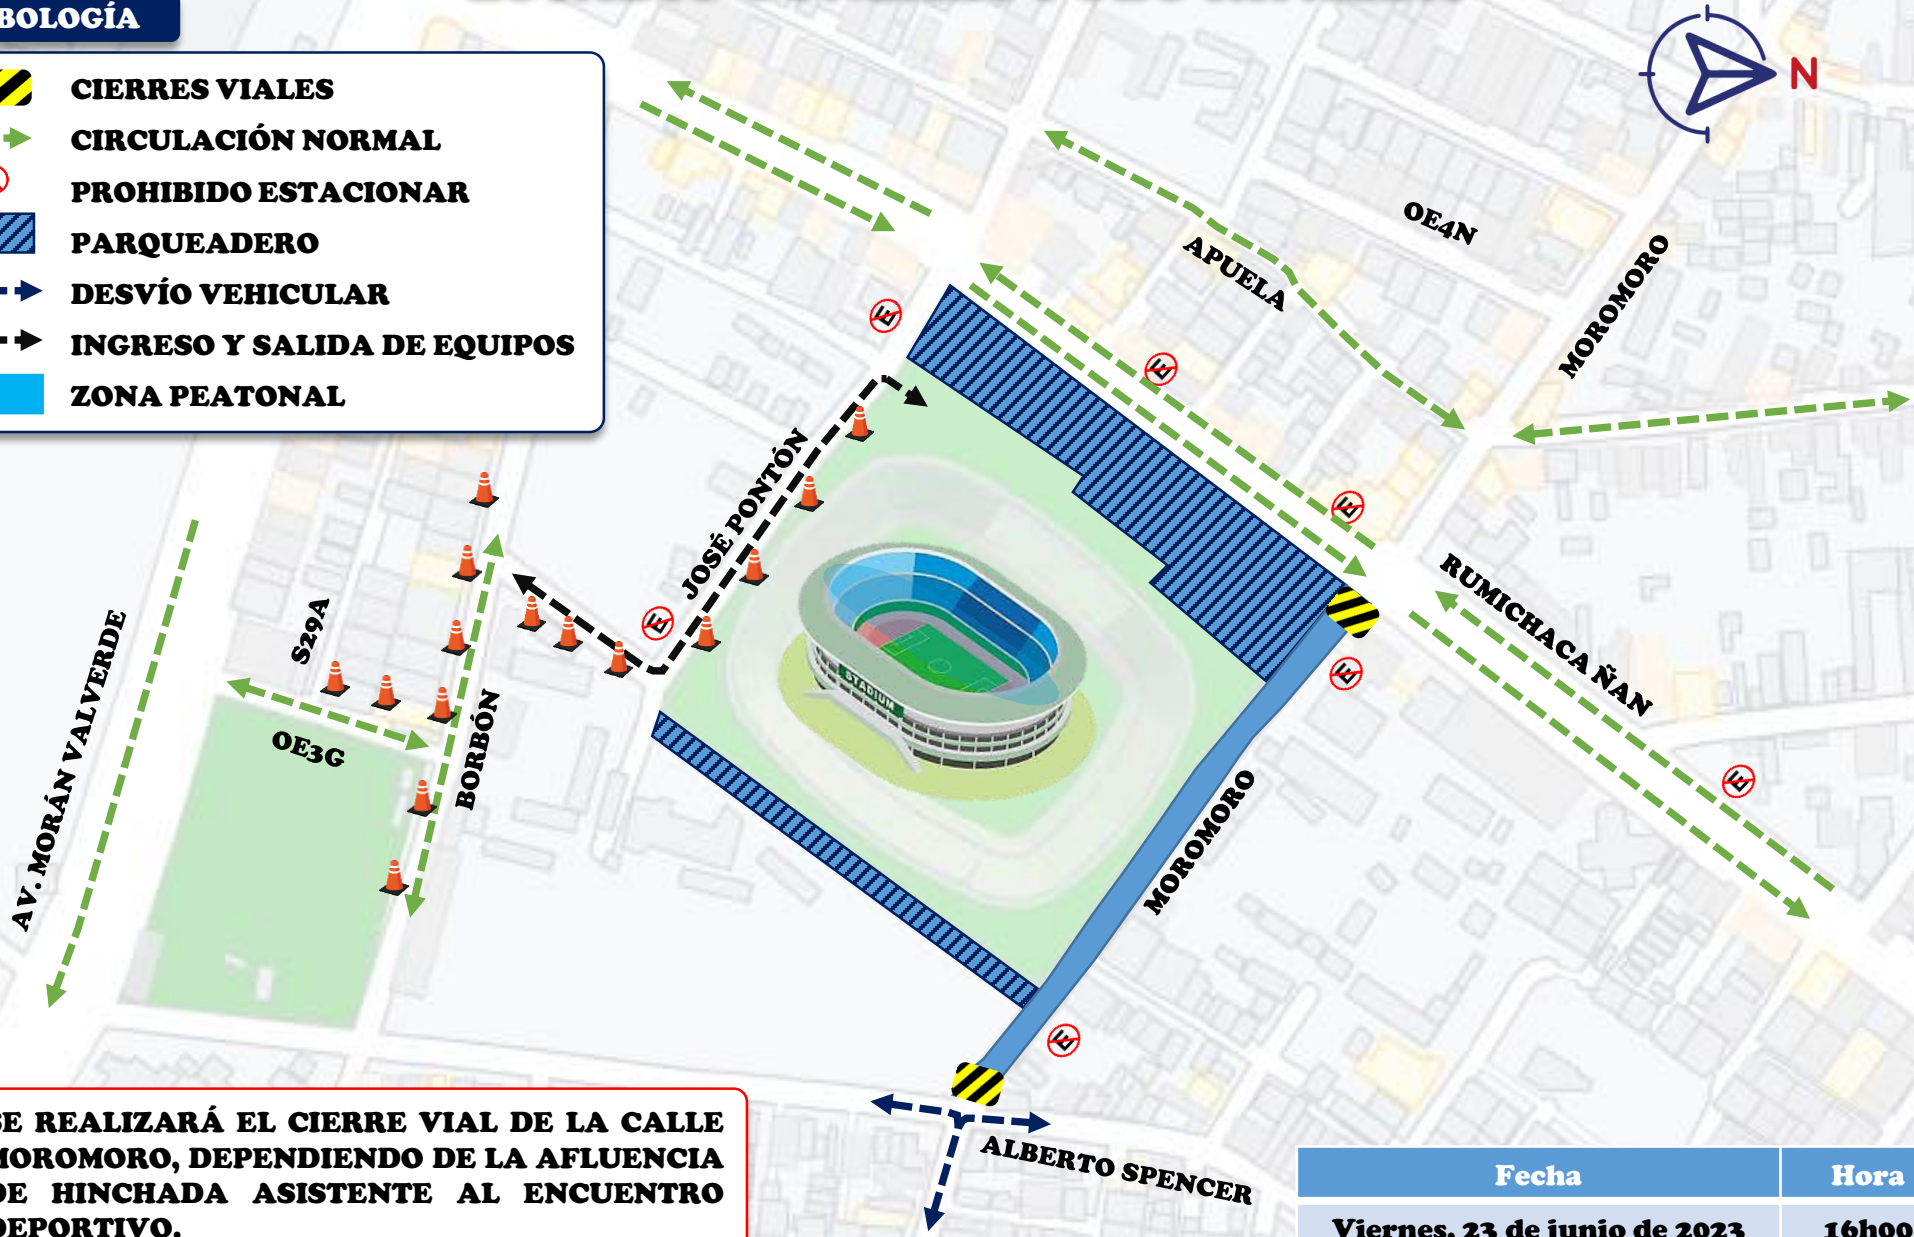 BOLOGÍA
CIERRES VIALES
CIRCULACIÓN NORMAL
PROHIBIDO ESTACIONAR
PARQUEADERO
DESVÍO VEHICULAR
INGRESO Y SALIDA DE EQUIPOS
ZONA PEATONAL
N
OE4N
APUELA
MOROMORO
E
E
E
JOSÉ PONTÓN
RUMICHACA ÑAN
S29A
E
E
AV. MORÁN VALVERDE
OE3G
BORBÓN
STADIUM
MOROMORO
E
E
ALBERTO SPENCER
SE REALIZARÁ EL CIERRE VIAL DE LA CALLE
MOROMORO, DEPENDIENDO DE LA AFLUENCIA
DE HINCHADA ASISTENTE AL ENCUENTRO
DEPORTIVO.
Fecha Hora
Viernes, 23 de junio de 2023 16h00